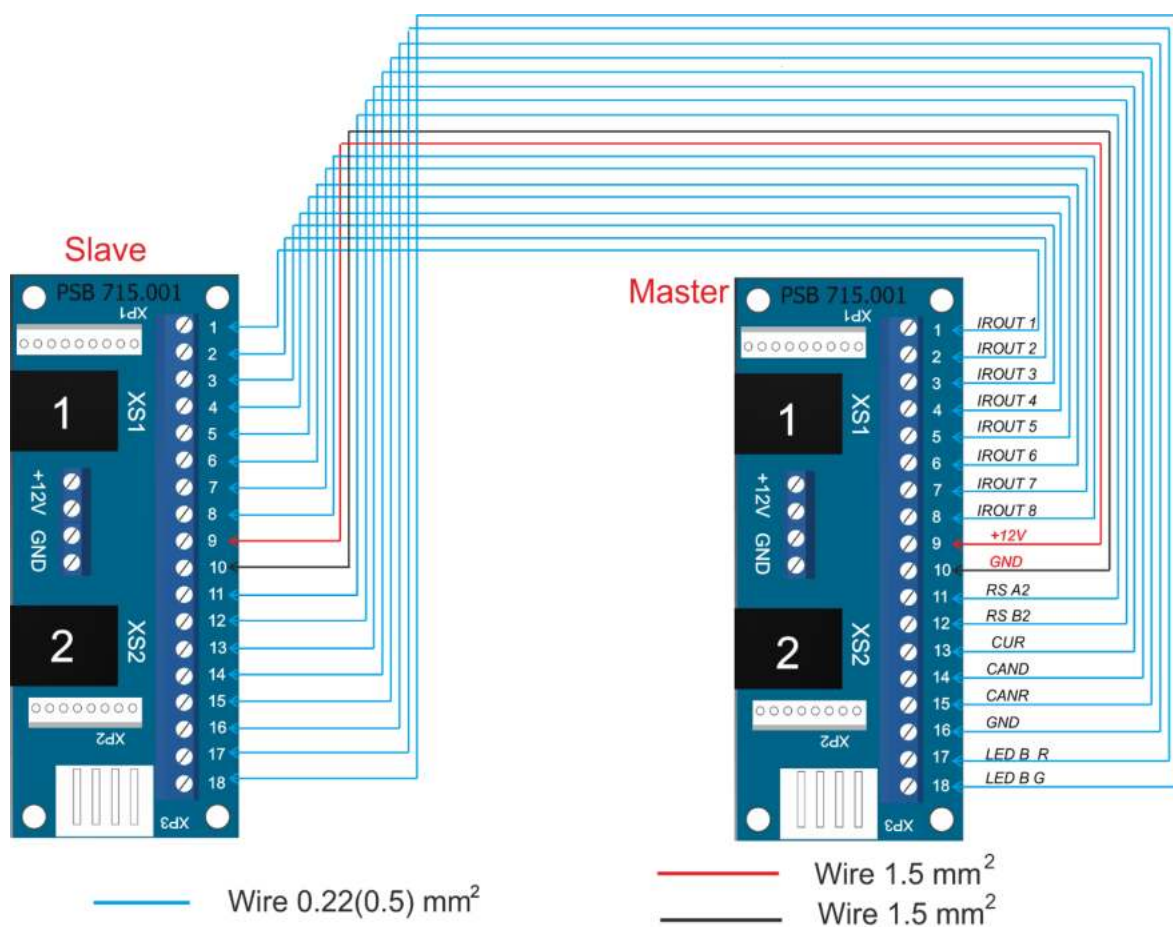 Slave
PSB 715.001
XP1
1
XS1
+12V
GND
2
XS2
XP2
XP3
1
2
3
4
5
6
7
8
9
10
11
12
13
14
15
16
17
18
Master
PSB 715.001
XP1
1
XS1
+12V
GND
2
XS2
XP2
XP3
1 IROUT 1
2 IROUT 2
3 IROUT 3
4 IROUT 4
5 IROUT 5
6 IROUT 6
7 IROUT 7
8 IROUT 8
9 +12V
10 GND
11 RS A2
12 RS B2
13 CUR
14 CAND
15 CANR
16 GND
17 LED B R
18 LED B G
Wire 0.22(0.5) mm²
Wire 1.5 mm²
Wire 1.5 mm²